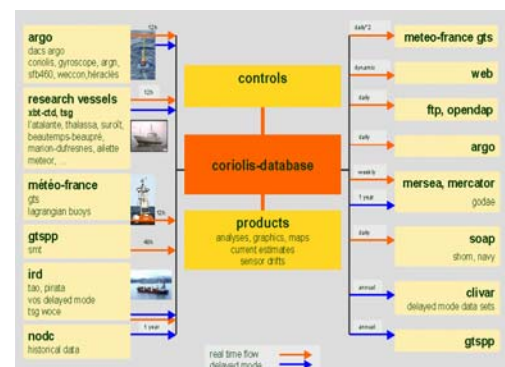 argo
dacs argo
coriolis, gyroscope, argn,
sfb460, weccon,héraclès
12h
research vessels
xbt-ctd, tsg
l'atalante, thalassa, suroît,
beautemps-beaupré,
marion-dufresnes, ailette
meteor, ...
12h
météo-france
gts
lagrangian buoys
12h
gtspp
smt
48h
ird
tao, pirata
vos delayed mode
tsg woce
nodc
historical data
1 year
controls
coriolis-database
products
analyses, graphics, maps
current estimates
sensor drifts
real time flow
delayed mode
daily*2
meteo-france gts
dynamic
web
daily
ftp, opendap
daily
argo
weekly
mersea, mercator
1 year
godae
daily
soap
shom, navy
annual
clivar
delayed mode data sets
annual
gtspp